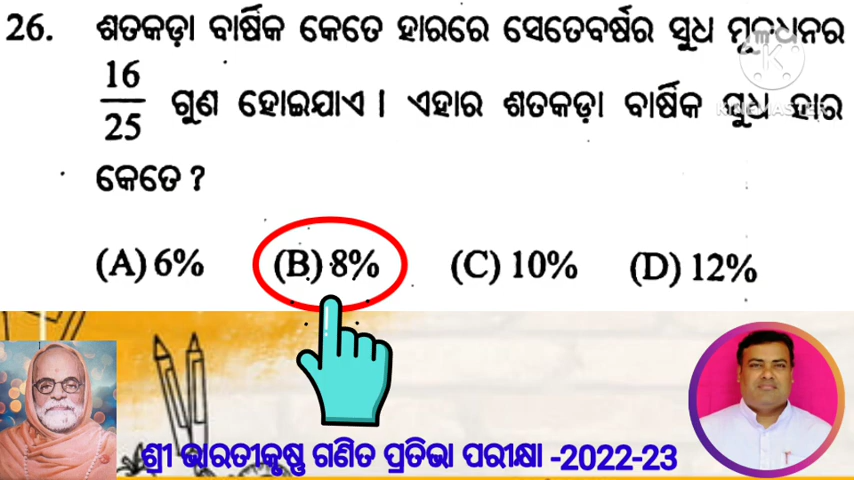 26. ଶତକଡ଼ା ବାର୍ଷିକ କେତେ ହାରରେ ସେତେବର୍ଷର ସୁଧ ମୂଳଧନର
16/25 ଗୁଣ ହୋଇଯାଏ । ଏହାର ଶତକଡ଼ା ବାର୍ଷିକ ସୁଧ ହାର
କେତେ ?
(A) 6% (B) 8% (C) 10% (D) 12%
ଶ୍ରୀ ଭାରତୀକୃଷ୍ଣ ଗଣିତ ପ୍ରତିଭା ପରୀକ୍ଷା -2022-23
KINEMASTER